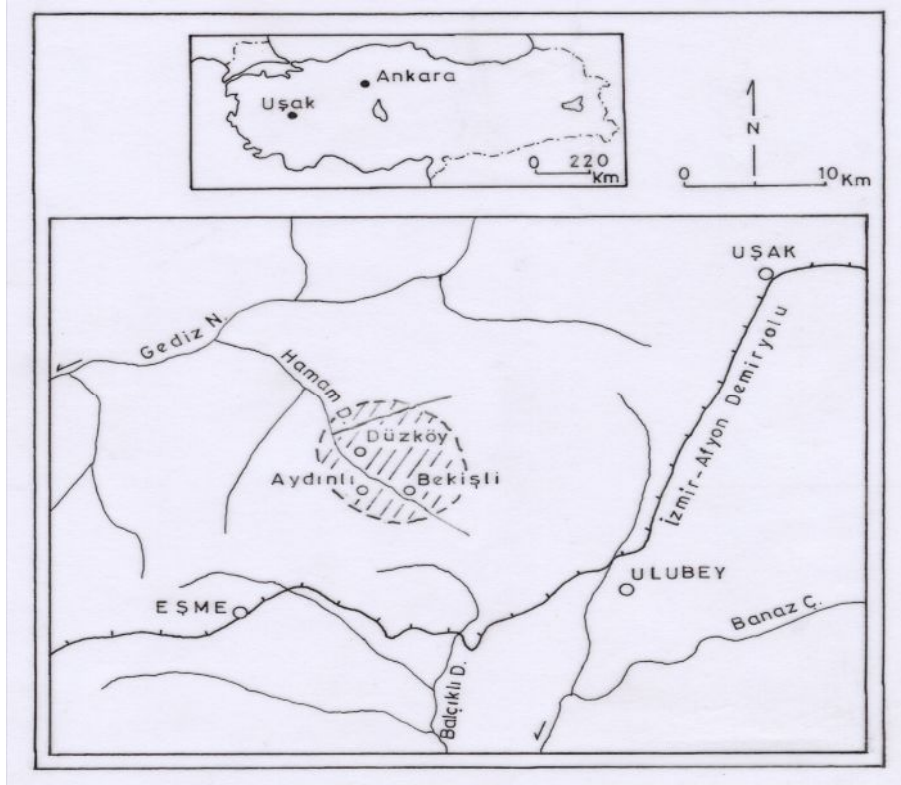 Ankara
Uşak
0 220
Km
N
0 10 Km
UŞAK
Gediz N.
Hamam D.
İzmir-Afyon Demiryolu
Düzköy
Aydınlı
Bekişli
ULUBEY
EŞME
Banaz Ç.
Balçıklı D.